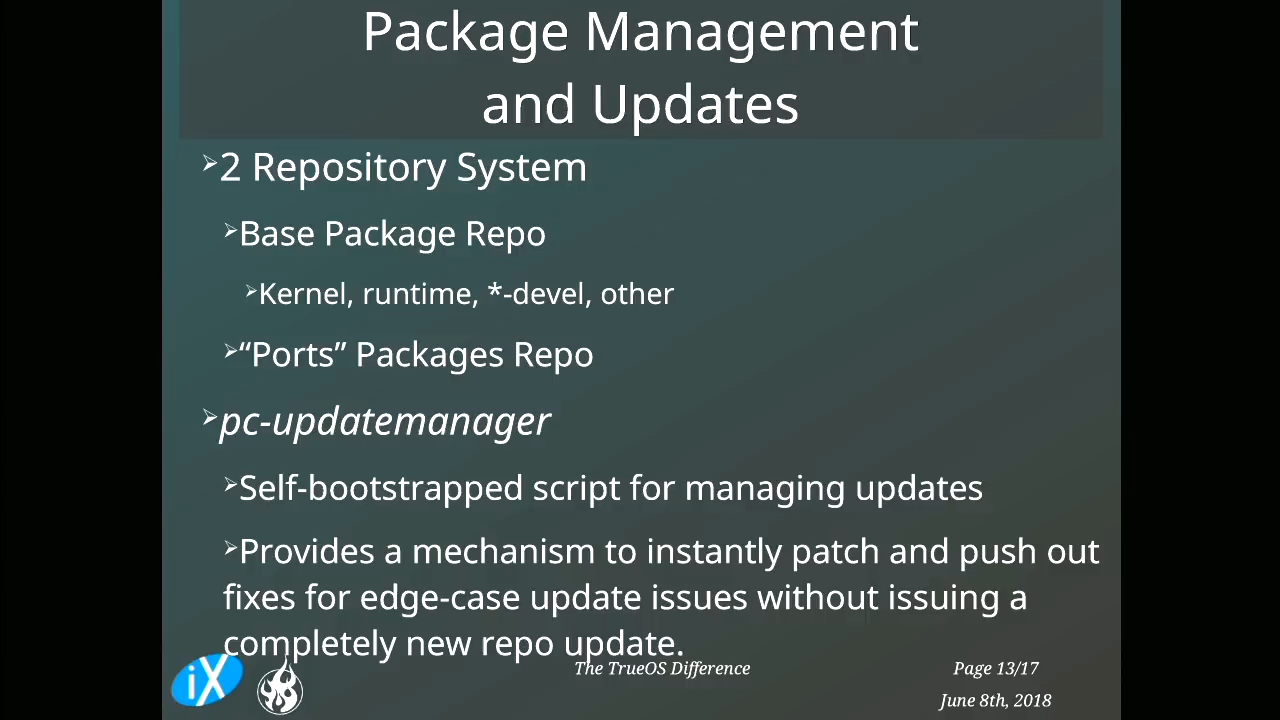 Package Management
and Updates
➢2 Repository System
➢Base Package Repo
➢Kernel, runtime, *-devel, other
➢“Ports” Packages Repo
➢pc-updatemanager
➢Self-bootstrapped script for managing updates
➢Provides a mechanism to instantly patch and push out
fixes for edge-case update issues without issuing a
completely new repo update.
iX
The TrueOS Difference
Page 13/17
June 8th, 2018